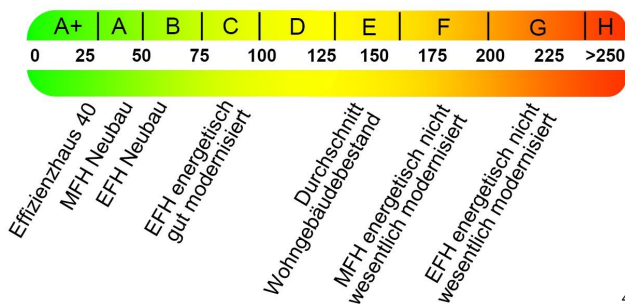 A+ A B C D E F G H
0 25 50 75 100 125 150 175 200 225 >250
Effizienzhaus 40
MFH Neubau
EFH Neubau
EFH energetisch
gut modernisiert
Durchschnitt
Wohngebäudebestand
MFH energetisch nicht
wesentlich modernisiert
EFH energetisch nicht
wesentlich modernisiert